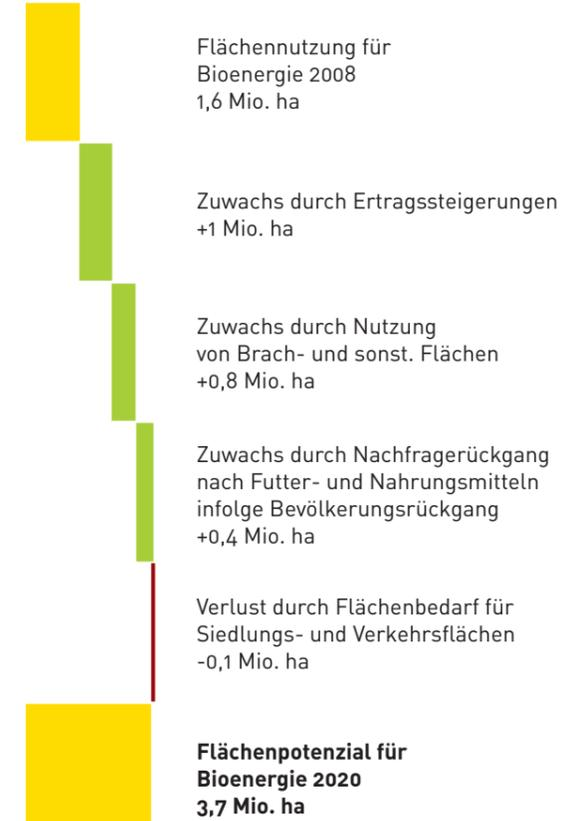 Flächennutzung für
Bioenergie 2008
1,6 Mio. ha
Zuwachs durch Ertragssteigerungen
+1 Mio. ha
Zuwachs durch Nutzung
von Brach- und sonst. Flächen
+0,8 Mio. ha
Zuwachs durch Nachfragerückgang
nach Futter- und Nahrungsmitteln
infolge Bevölkerungsrückgang
+0,4 Mio. ha
Verlust durch Flächenbedarf für
Siedlungs- und Verkehrsflächen
-0,1 Mio. ha
Flächenpotenzial für
Bioenergie 2020
3,7 Mio. ha